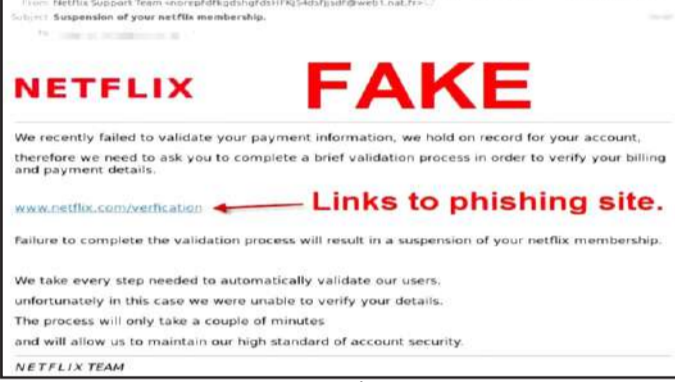 From: Netflix Support Team
Subject: Suspension of your netflix membership.
To
NETFLIX FAKE
We recently failed to validate your payment information, we hold on record for your account,
therefore we need to ask you to complete a brief validation process in order to verify your billing
and payment details.
www.netflix.com/verfication Links to phishing site.
Failure to complete the validation process will result in a suspension of your netflix membership.
We take every step needed to automatically validate our users,
unfortunately in this case we were unable to verify your details.
The process will only take a couple of minutes
and will allow us to maintain our high standard of account security.
NETFLIX TEAM